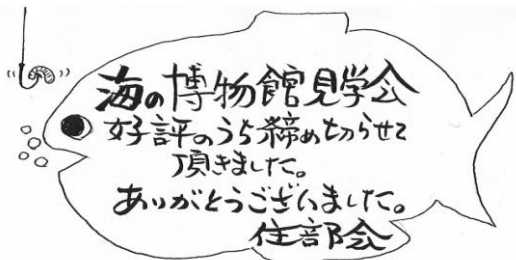 海の博物館見学会
好評のうち締め切らせて
頂きました。
ありがとうございました。
住部会